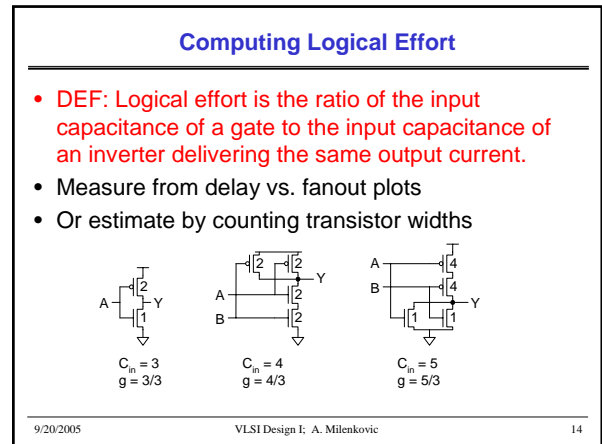 Computing Logical Effort
• DEF: Logical effort is the ratio of the input
capacitance of a gate to the input capacitance of
an inverter delivering the same output current.
• Measure from delay vs. fanout plots
• Or estimate by counting transistor widths
A 2 1 Y
Cin = 3
g = 3/3
2 2 Y
A 2
B 2
Cin = 4
g = 4/3
A 4
B 4
1 1 Y
Cin = 5
g = 5/3
9/20/2005 VLSI Design I; A. Milenkovic 14